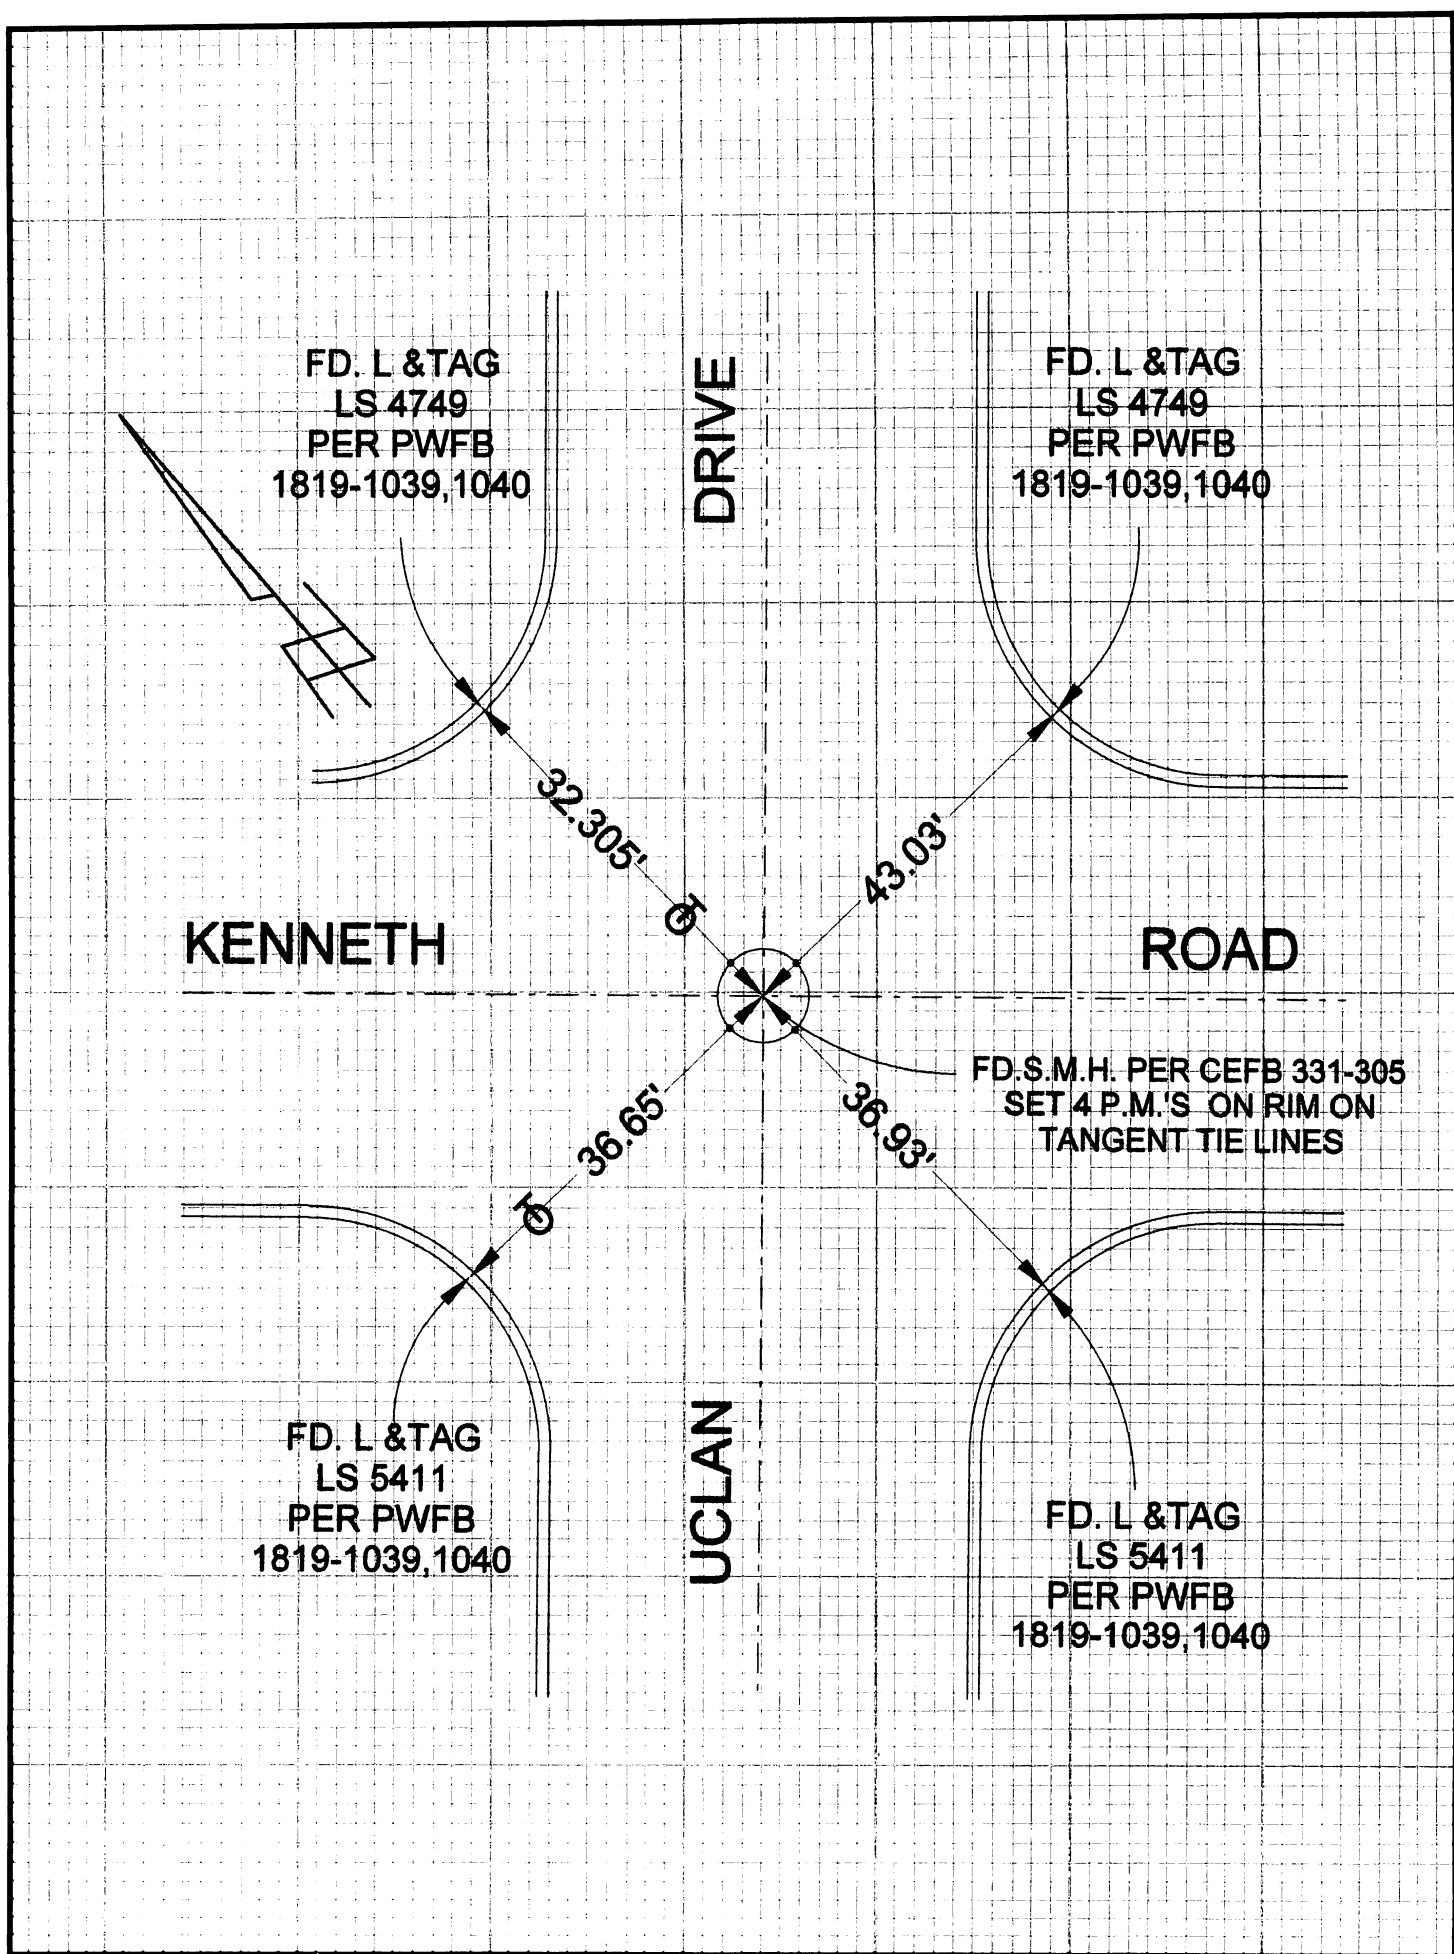 FD. L &TAG
LS 4749
PER PWFB
1819-1039,1040
DRIVE
FD. L &TAG
LS 4749
PER PWFB
1819-1039,1040
32.305'
43.03'
KENNETH
ROAD
FD.S.M.H. PER CEFB 331-305
SET 4 P.M.'S ON RIM ON
TANGENT TIE LINES
36.65'
36.93'
FD. L &TAG
LS 5411
PER PWFB
1819-1039,1040
UCLAN
FD. L &TAG
LS 5411
PER PWFB
1819-1039,1040